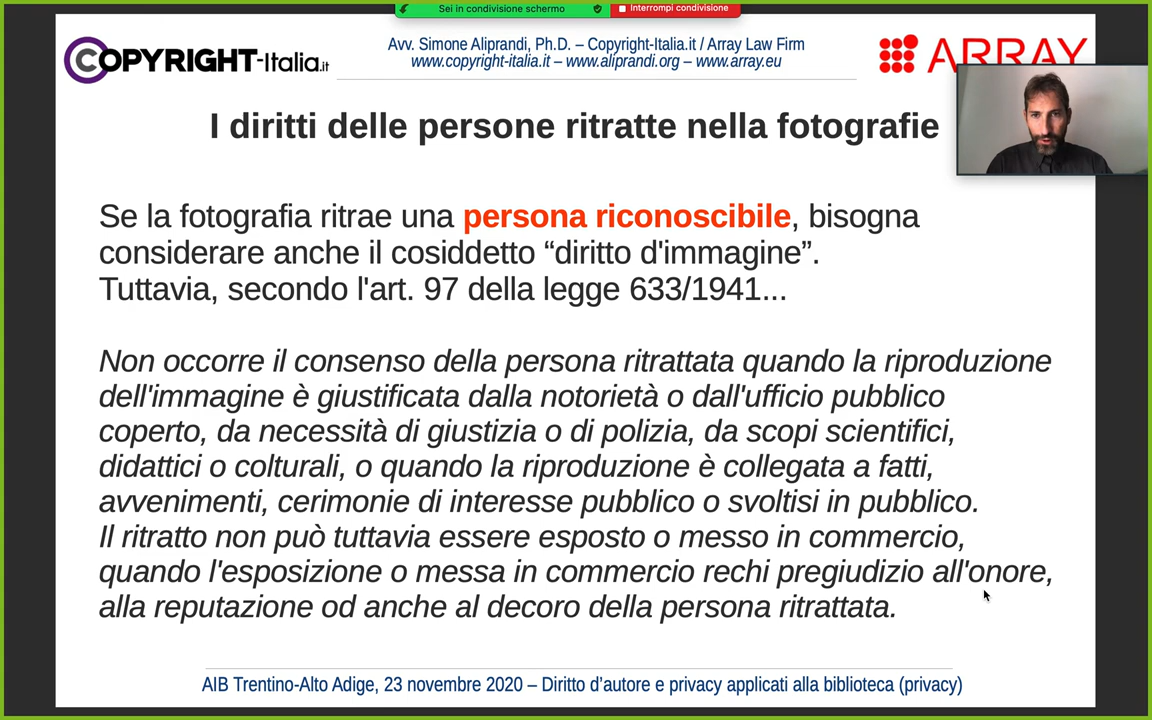 Sei in condivisione schermo
Interrompi condivisione
COPYRIGHT-Italia.it
Avv. Simone Aliprandi, Ph.D. – Copyright-Italia.it / Array Law Firm
www.copyright-italia.it – www.aliprandi.org – www.array.eu
ARRAY
I diritti delle persone ritratte nella fotografie
Se la fotografia ritrae una persona riconoscibile, bisogna
considerare anche il cosiddetto “diritto d'immagine”.
Tuttavia, secondo l'art. 97 della legge 633/1941...
Non occorre il consenso della persona ritrattata quando la riproduzione
dell'immagine è giustificata dalla notorietà o dall'ufficio pubblico
coperto, da necessità di giustizia o di polizia, da scopi scientifici,
didattici o colturali, o quando la riproduzione è collegata a fatti,
avvenimenti, cerimonie di interesse pubblico o svoltisi in pubblico.
Il ritratto non può tuttavia essere esposto o messo in commercio,
quando l'esposizione o messa in commercio rechi pregiudizio all'onore,
alla reputazione od anche al decoro della persona ritrattata.
AIB Trentino-Alto Adige, 23 novembre 2020 – Diritto d’autore e privacy applicati alla biblioteca (privacy)